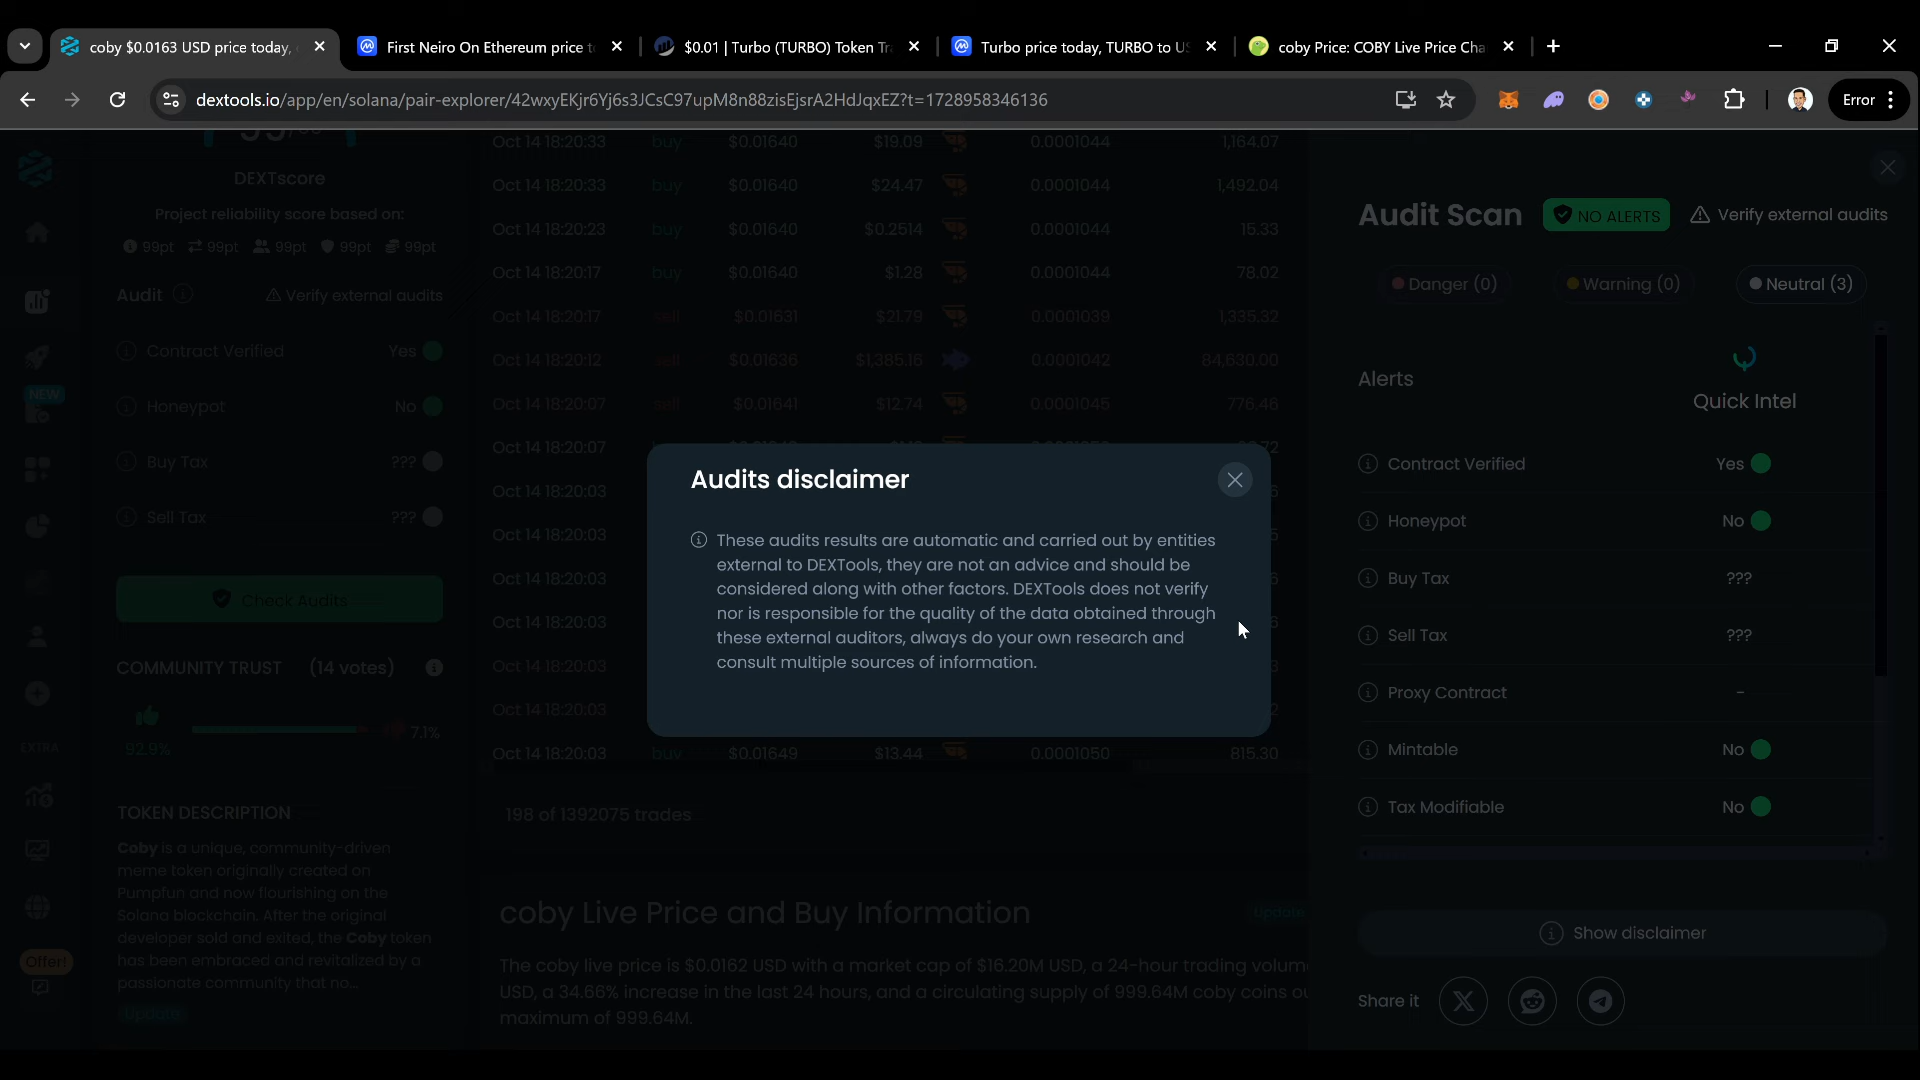 coby $0.0163 USD price today,
First Neiro On Ethereum price t
$0.01 | Turbo (TURBO) Token Tr
Turbo price today, TURBO to US
coby Price: COBY Live Price Cha
dextools.io/app/en/solana/pair-explorer/42wxyEKjr6Yj6s3JCsC97upM8n88zisEjsrA2HdJqxEZ?t=1728958346136
Error
DEXTscore
Project reliability score based on:
99pt 99pt 99pt 99pt 99pt
Audit Verify external audits
Contract Verified Yes
Honeypot No
Buy Tax ???
Sell Tax ???
Check Audits
COMMUNITY TRUST (14 votes)
92.9% 7.1%
TOKEN DESCRIPTION
Coby is a unique, community-driven
meme token originally created on
Pumpfun and now flourishing on the
Solana blockchain. After the original
developer sold and exited, the Coby token
has been embraced and revitalized by a
passionate community that no...
Update
NEW
EXTRA
Offer!
Oct 14 18:20:33 buy $0.01640 $19.09 0.0001044 1,164.07
Oct 14 18:20:33 buy $0.01640 $24.47 0.0001044 1,492.04
Oct 14 18:20:23 buy $0.01640 $0.2514 0.0001044 15.33
Oct 14 18:20:17 buy $0.01640 $1.28 0.0001044 78.02
Oct 14 18:20:17 sell $0.01631 $21.79 0.0001039 1,335.32
Oct 14 18:20:12 sell $0.01636 $1,385.16 0.0001042 84,630.00
Oct 14 18:20:07 sell $0.01641 $12.74 0.0001045 776.46
Oct 14 18:20:07
Oct 14 18:20:03
Oct 14 18:20:03
Oct 14 18:20:03
Oct 14 18:20:03
Oct 14 18:20:03
Oct 14 18:20:03
Oct 14 18:20:03 buy $0.01649 $13.44 0.0001050 815.30
198 of 1392075 trades
coby Live Price and Buy Information
Update
The coby live price is $0.0162 USD with a market cap of $16.20M USD, a 24-hour trading volum
USD, a 34.66% increase in the last 24 hours, and a circulating supply of 999.64M coby coins
maximum of 999.64M.
Audits disclaimer
These audits results are automatic and carried out by entities
external to DEXTools, they are not an advice and should be
considered along with other factors. DEXTools does not verify
nor is responsible for the quality of the data obtained through
these external auditors, always do your own research and
consult multiple sources of information.
Audit Scan NO ALERTS Verify external audits
Danger (0) Warning (0) Neutral (3)
Alerts
Quick Intel
Contract Verified Yes
Honeypot No
Buy Tax ???
Sell Tax ???
Proxy Contract -
Mintable No
Tax Modifiable No
Show disclaimer
Share it